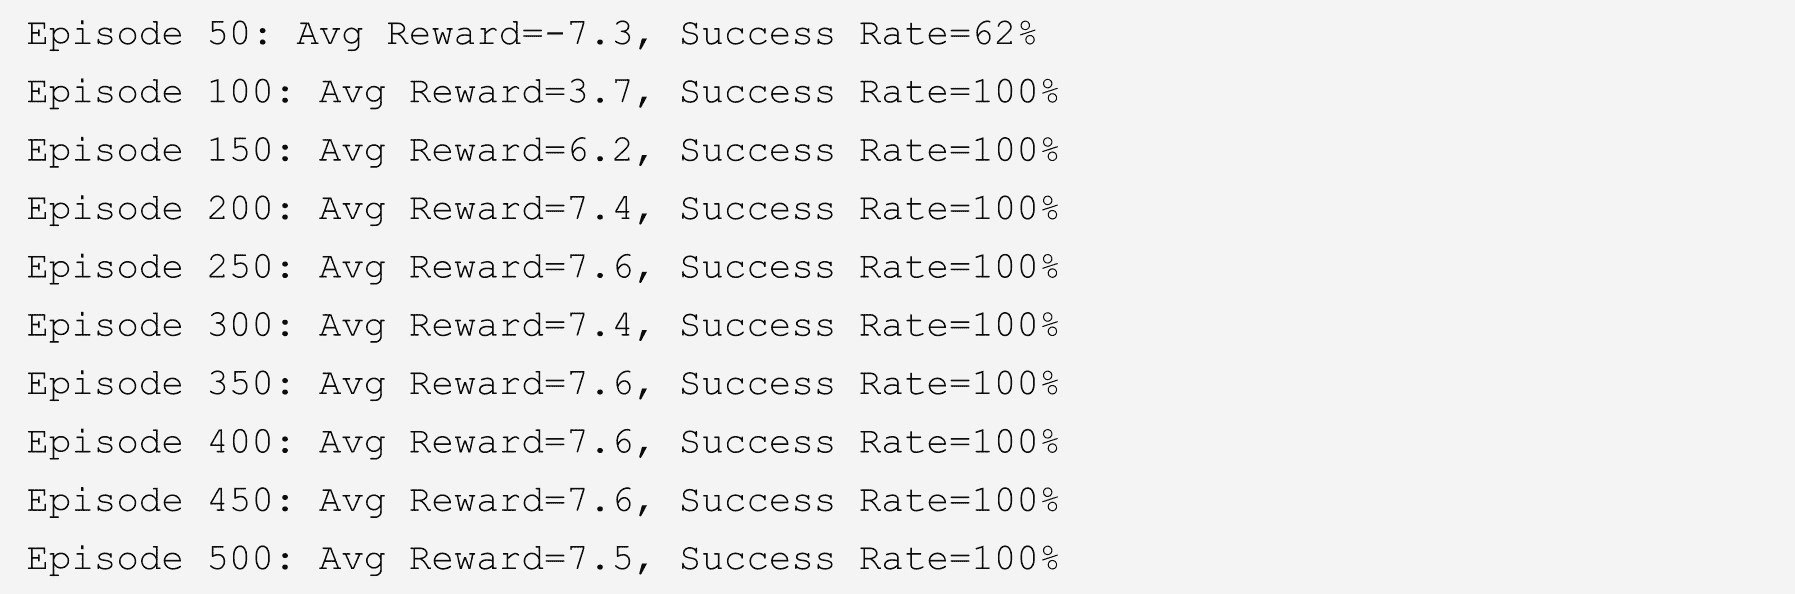 Episode 50: Avg Reward=-7.3, Success Rate=62%
Episode 100: Avg Reward=3.7, Success Rate=100%
Episode 150: Avg Reward=6.2, Success Rate=100%
Episode 200: Avg Reward=7.4, Success Rate=100%
Episode 250: Avg Reward=7.6, Success Rate=100%
Episode 300: Avg Reward=7.4, Success Rate=100%
Episode 350: Avg Reward=7.6, Success Rate=100%
Episode 400: Avg Reward=7.6, Success Rate=100%
Episode 450: Avg Reward=7.6, Success Rate=100%
Episode 500: Avg Reward=7.5, Success Rate=100%